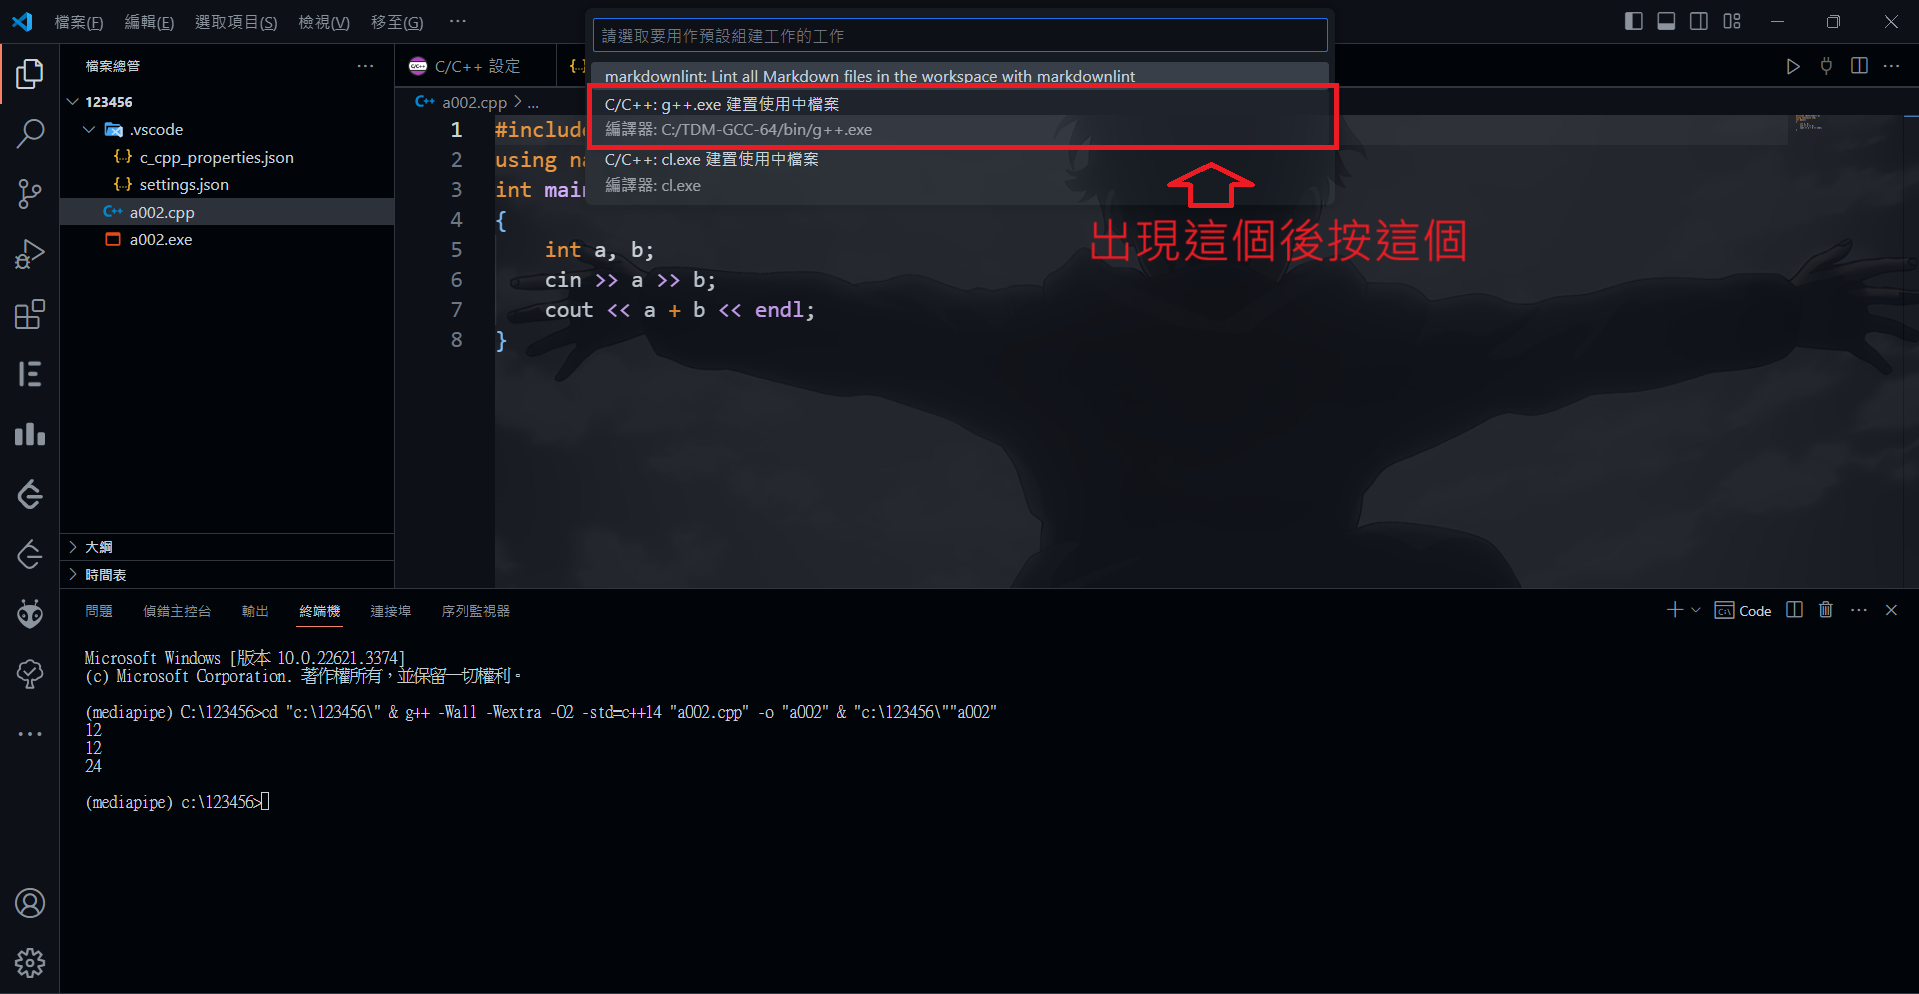 檔案(F) 編輯(E) 選取項目(S) 檢視(V) 移至(G) ···
請選取要用作預設組建工作的工作
markdownlint: Lint all Markdown files in the workspace with markdownlint
C/C++: g++.exe 建置使用中檔案
編譯器: C:/TDM-GCC-64/bin/g++.exe
C/C++: cl.exe 建置使用中檔案
編譯器: cl.exe
出現這個後按這個
檔案總管
123456
.vscode
{..} c_cpp_properties.json
{..} settings.json
C++ a002.cpp
a002.exe
大綱
時間表
C/C++ 設定
C++ a002.cpp > ...
1 #include
2 using na
3 int main
4 {
5 int a, b;
6 cin >> a >> b;
7 cout << a + b << endl;
8 }
問題 偵錯主控台 輸出 終端機 連接埠 序列監視器
Code
Microsoft Windows [版本 10.0.22621.3374]
(c) Microsoft Corporation. 著作權所有，並保留一切權利。
(mediapipe) C:\123456>cd "c:\123456\" & g++ -Wall -Wextra -O2 -std=c++14 "a002.cpp" -o "a002" & "c:\123456\""a002"
12
12
24
(mediapipe) c:\123456>